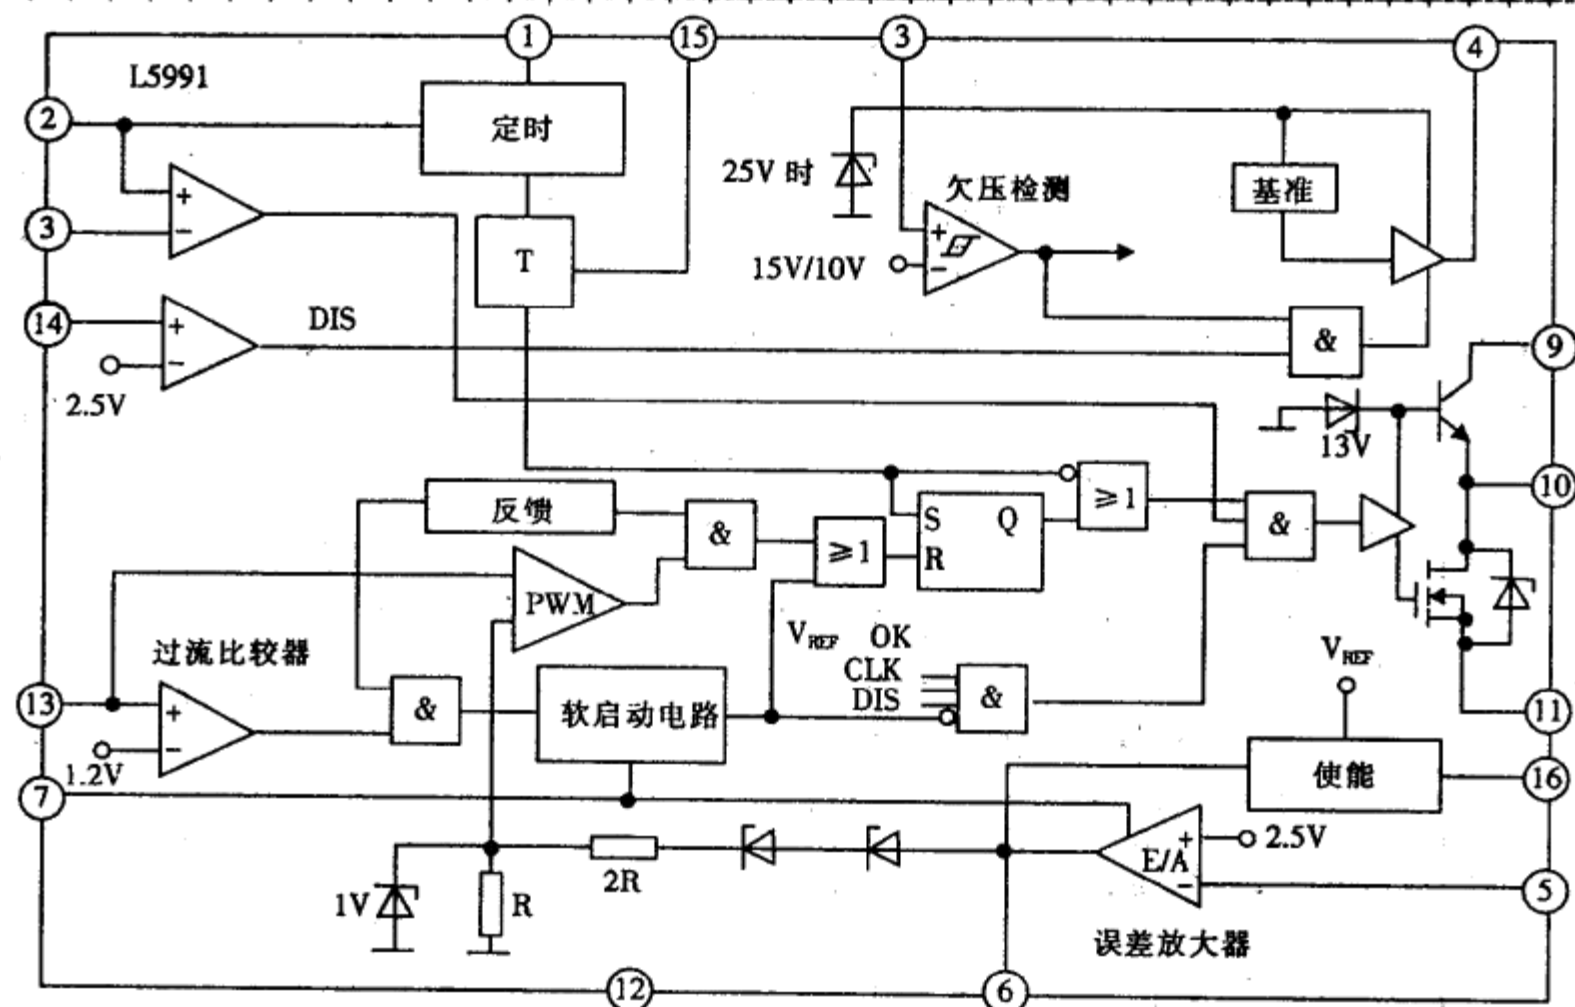 ① ⑮ ③ ④
L5991
②
定时
25V 时
欠压检测
基准
③
+
−
T
+
−
15V/10V
⑭
+
−
DIS
2.5V
&
⑨
13V
⑩
反馈
&
≥1
S Q
R
≥1
&
PWM
过流比较器
V_REF OK
CLK
DIS
&
V_REF
⑬
+
−
1.2V
&
软启动电路
⑪
使能
⑯
⑦
+
−
E/A
2.5V
⑤
2R
1V
R
误差放大器
⑫ ⑥